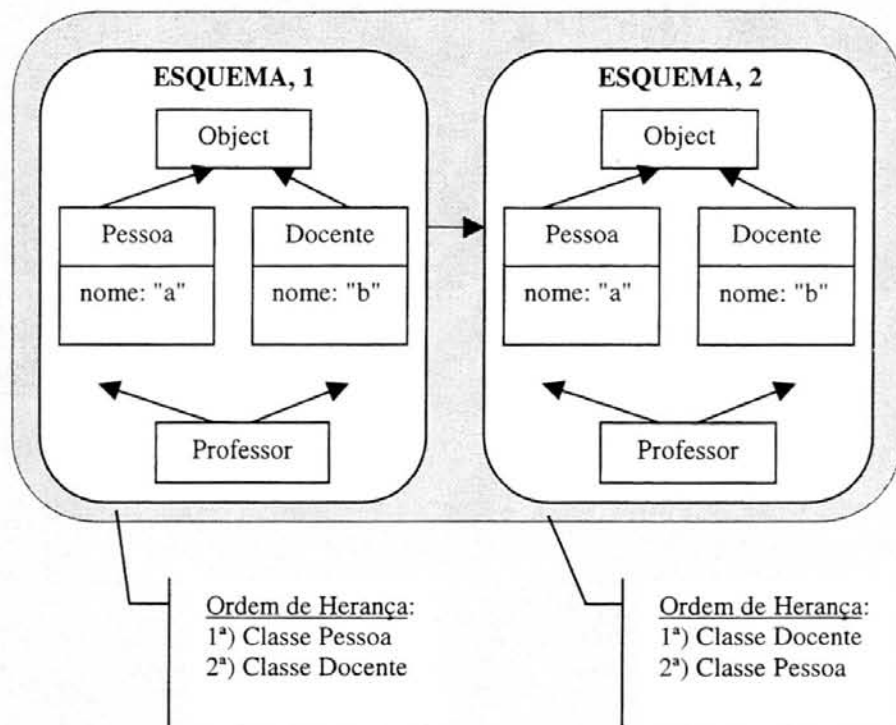 ESQUEMA, 1
Object
Pessoa
Docente
nome: "a"
nome: "b"
Professor
ESQUEMA, 2
Object
Pessoa
Docente
nome: "a"
nome: "b"
Professor
Ordem de Herança:
1ª) Classe Pessoa
2ª) Classe Docente
Ordem de Herança:
1ª) Classe Docente
2ª) Classe Pessoa